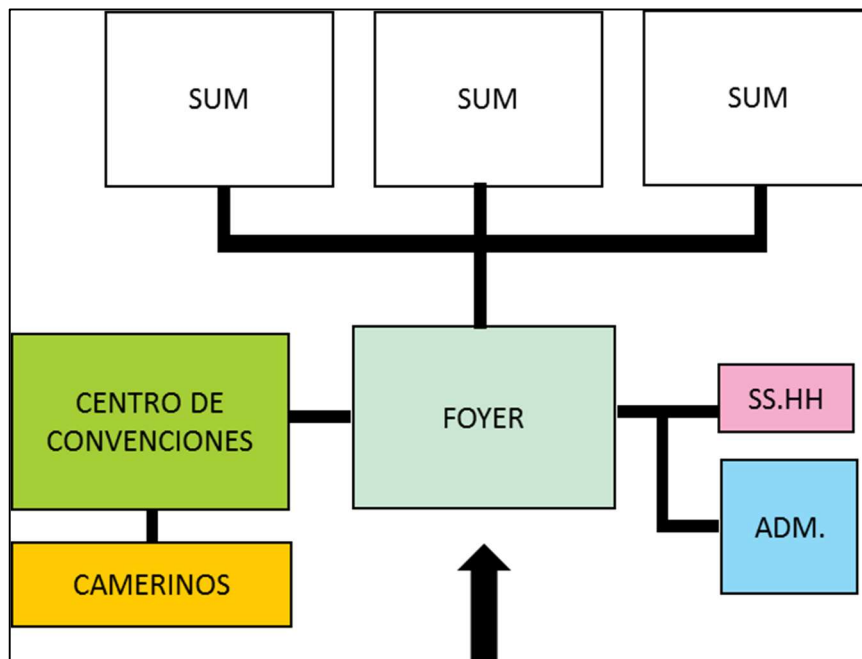 SUM
SUM
SUM
CENTRO DE
CONVENCIONES
FOYER
SS.HH
ADM.
CAMERINOS